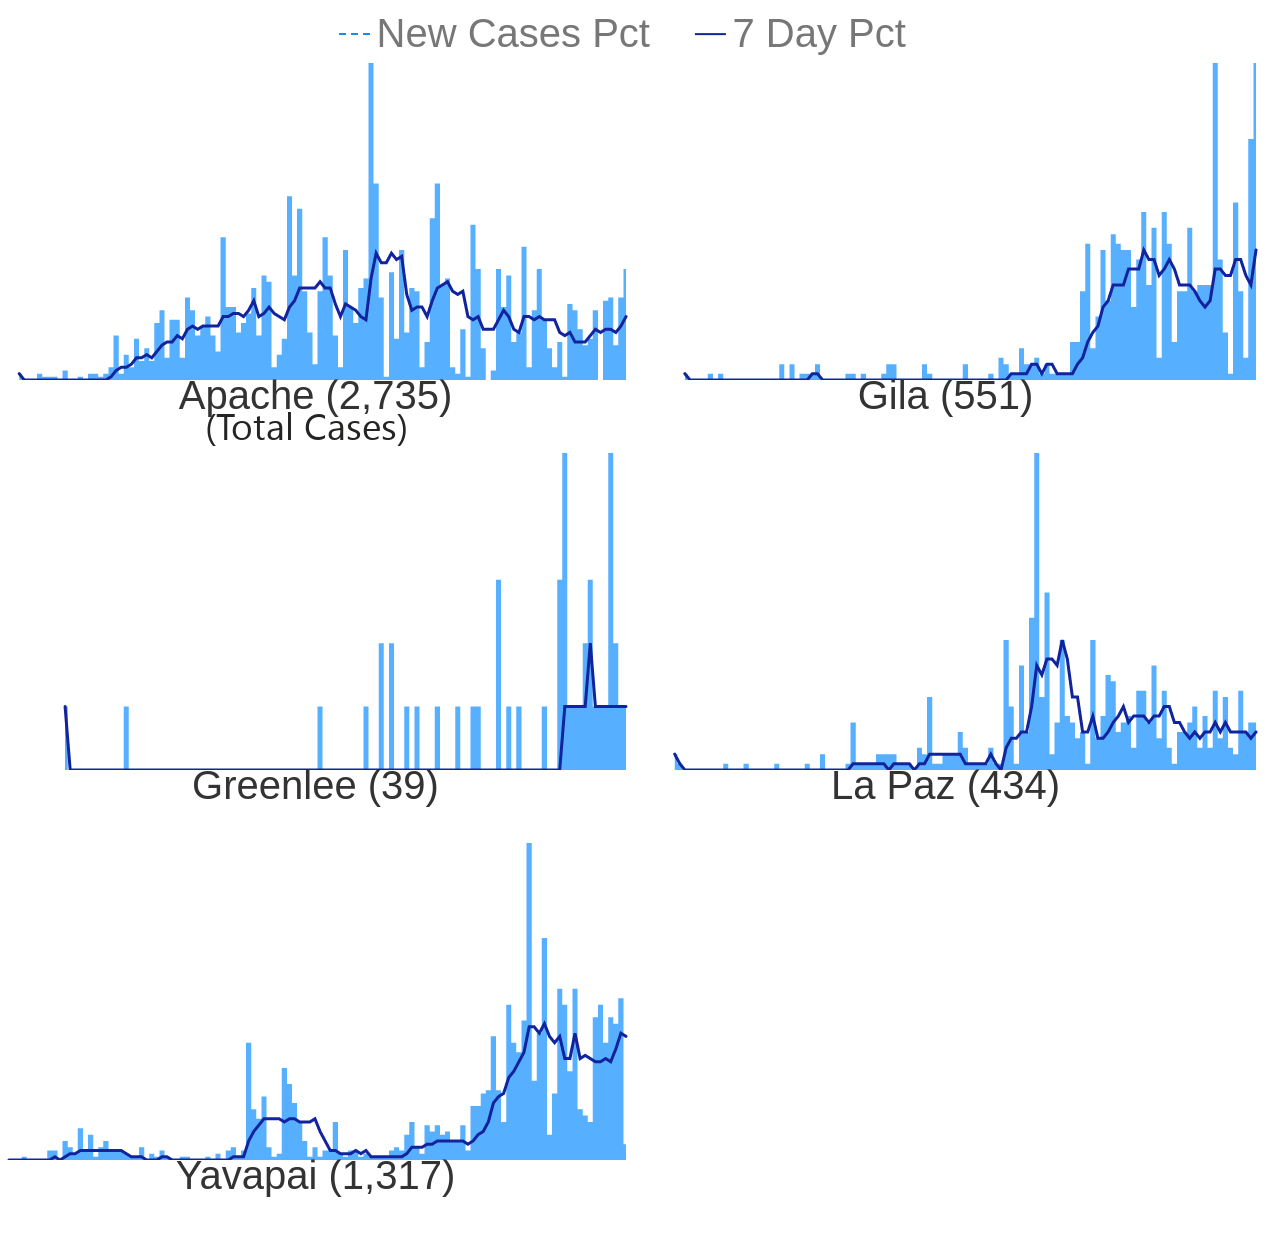 New Cases Pct 7 Day Pct
Apache (2,735)
(Total Cases)
Gila (551)
Greenlee (39)
La Paz (434)
Yavapai (1,317)